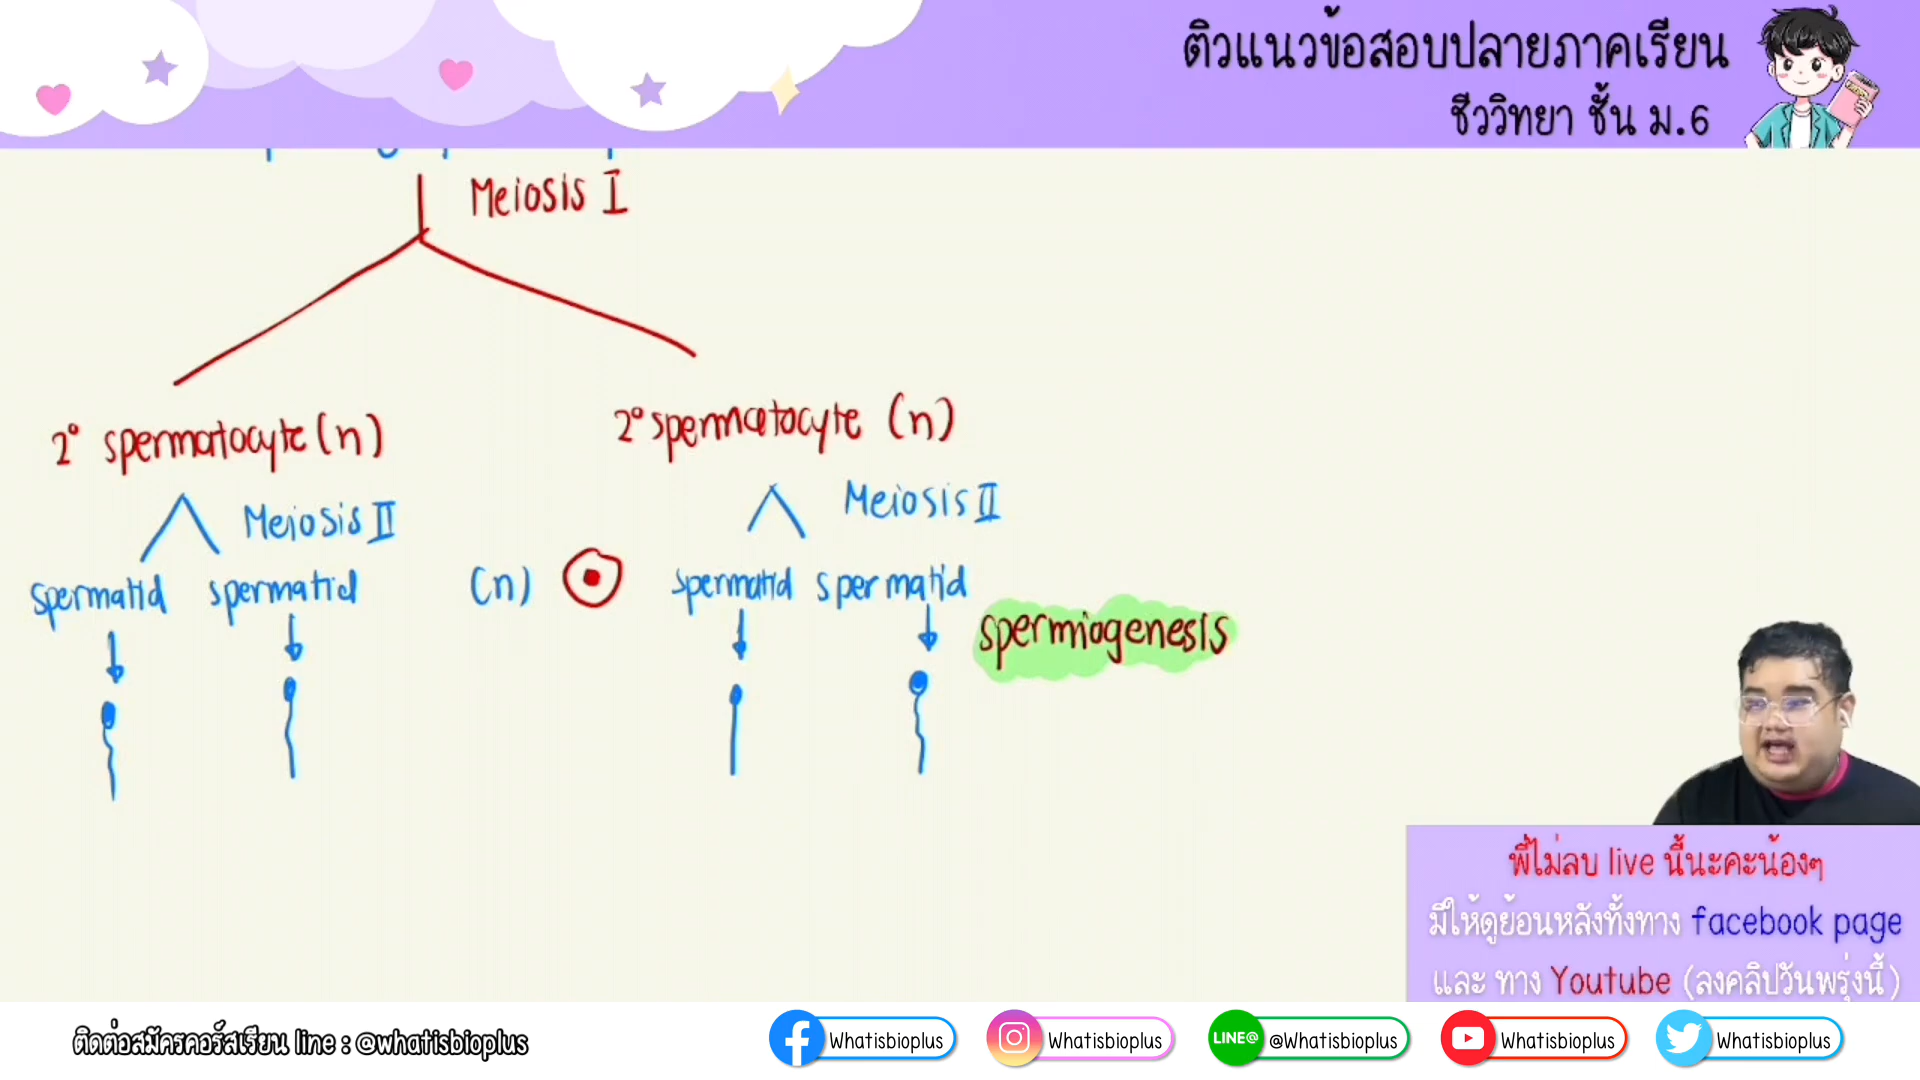 ติวแนวข้อสอบปลายภาคเรียน
ชีววิทยา ชั้น ม.6
Meiosis I
2° spermatocyte (n)
2° spermatocyte (n)
Meiosis II
Meiosis II
spermatid spermatid (n) spermatid spermatid
spermiogenesis
พี่ไม่ลบ live นี้นะคะน้องๆ
มีให้ดูย้อนหลังทั้งทาง facebook page
และ ทาง Youtube (ลงคลิปวันพรุ่งนี้)
ติดต่อสมัครคอร์สเรียน line : @whatisbioplus
Whatisbioplus
Whatisbioplus
LINE@ @Whatisbioplus
Whatisbioplus
Whatisbioplus